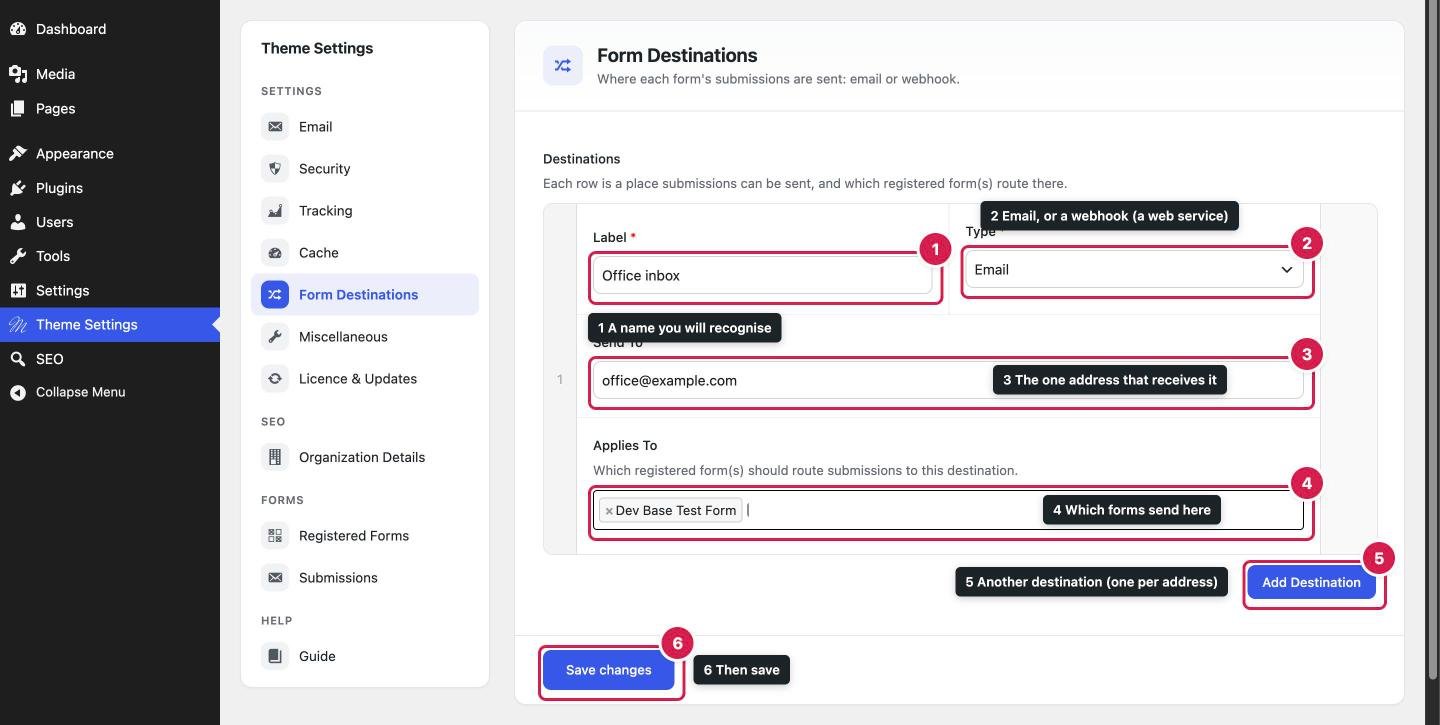 Dashboard
Media
Pages
Appearance
Plugins
Users
Tools
Settings
Theme Settings
SEO
Collapse Menu
Theme Settings
SETTINGS
Email
Security
Tracking
Cache
Form Destinations
Miscellaneous
Licence & Updates
SEO
Organization Details
FORMS
Registered Forms
Submissions
HELP
Guide
Form Destinations
Where each form's submissions are sent: email or webhook.
Destinations
Each row is a place submissions can be sent, and which registered form(s) route there.
2 Email, or a webhook (a web service)
Label *
1
Type *
2
Office inbox
Email
1 A name you will recognise
Send To
3
1
office@example.com
3 The one address that receives it
Applies To
Which registered form(s) should route submissions to this destination.
4
× Dev Base Test Form
4 Which forms send here
5
5 Another destination (one per address)
Add Destination
6
Save changes
6 Then save